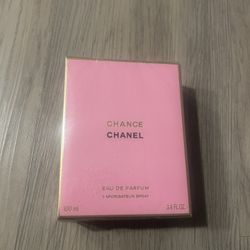 CHANCE
CHANEL
EAU DE PARFUM
VAPORISATEUR SPRAY
100 ml 3.4 FL.OZ